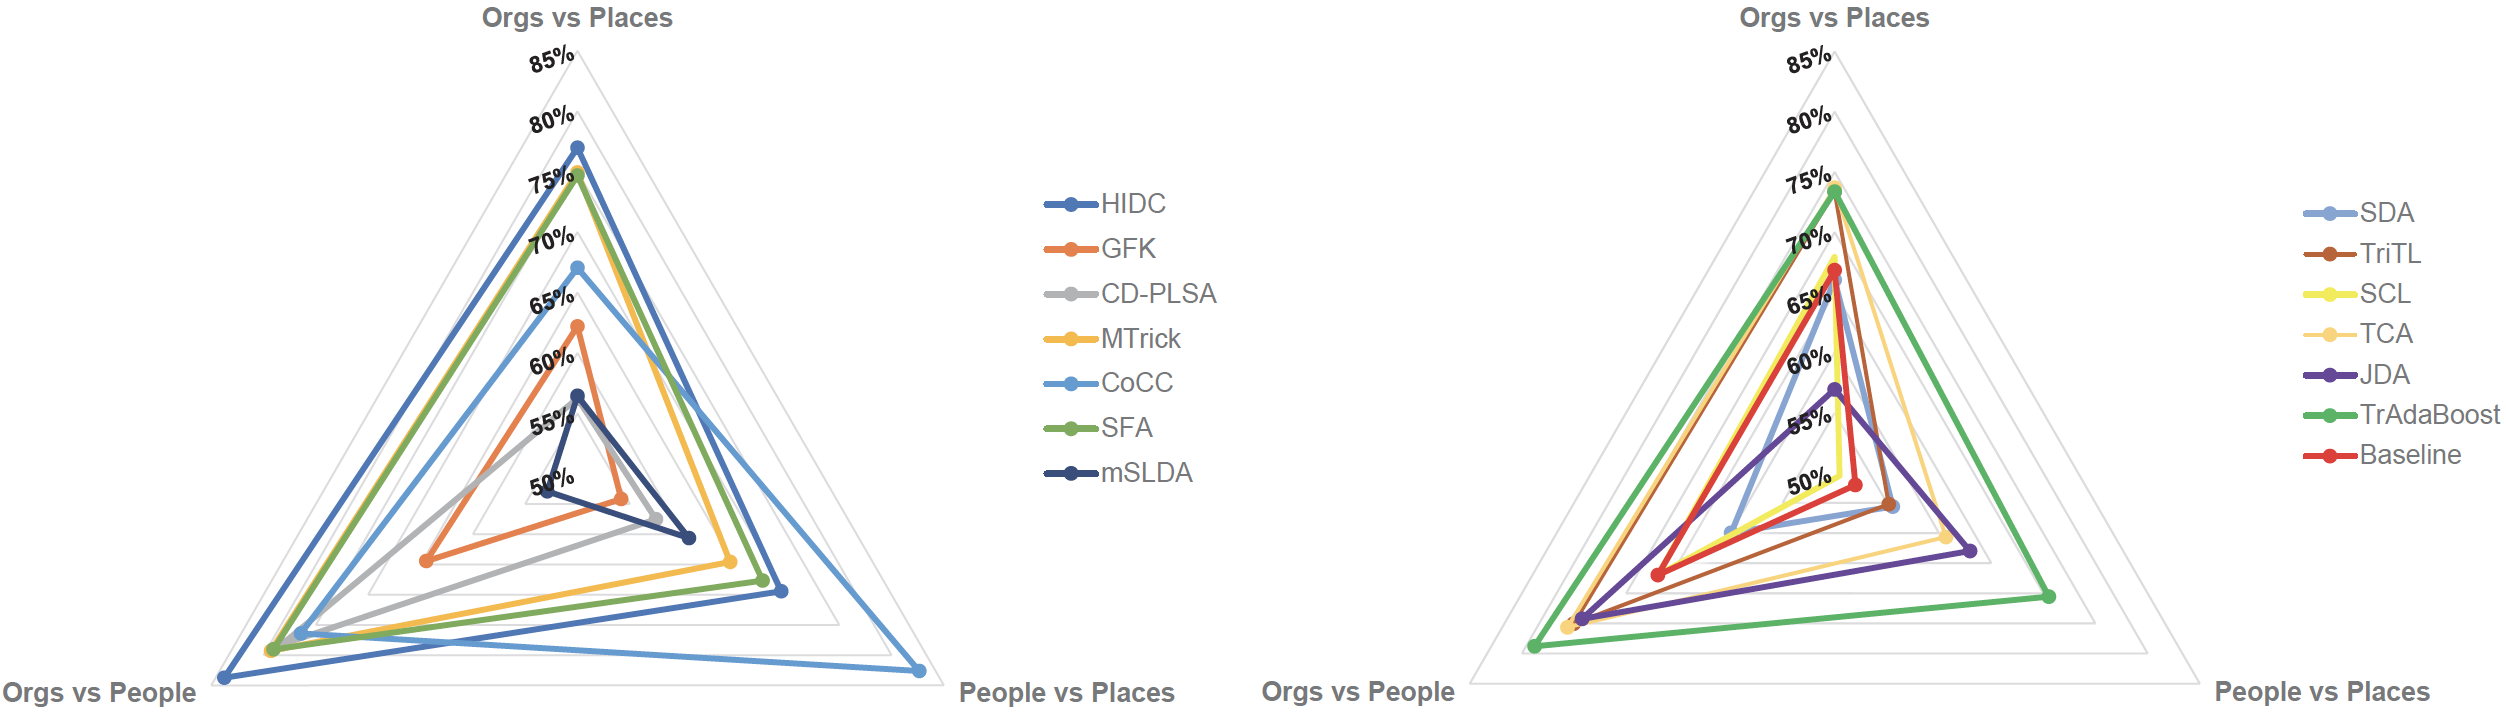 Orgs vs Places
85%
80%
75%
70%
65%
60%
55%
50%
Orgs vs People
People vs Places
HIDC
GFK
CD-PLSA
MTrick
CoCC
SFA
mSLDA
Orgs vs Places
85%
80%
75%
70%
65%
60%
55%
50%
Orgs vs People
People vs Places
SDA
TriTL
SCL
TCA
JDA
TrAdaBoost
Baseline